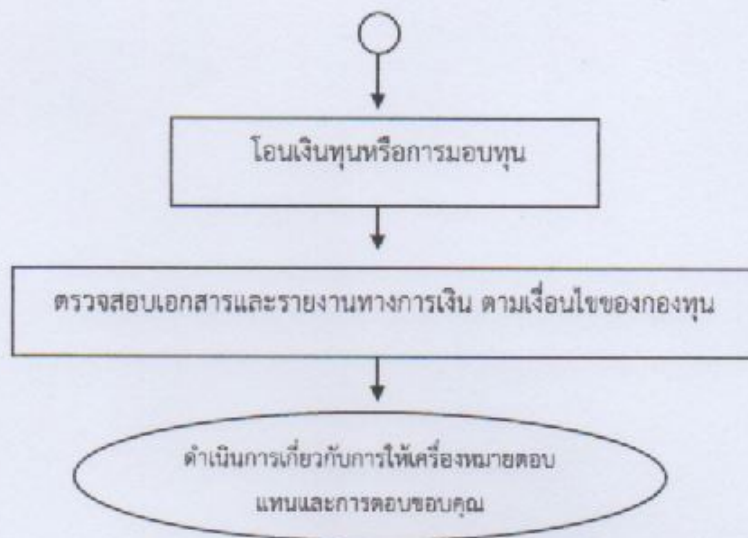 โอนเงินทุนหรือการมอบทุน
ตรวจสอบเอกสารและรายงานทางการเงิน ตามเงื่อนไขของกองทุน
ดำเนินการเกี่ยวกับการให้เครื่องหมายตอบ
แทนและการตอบขอบคุณ